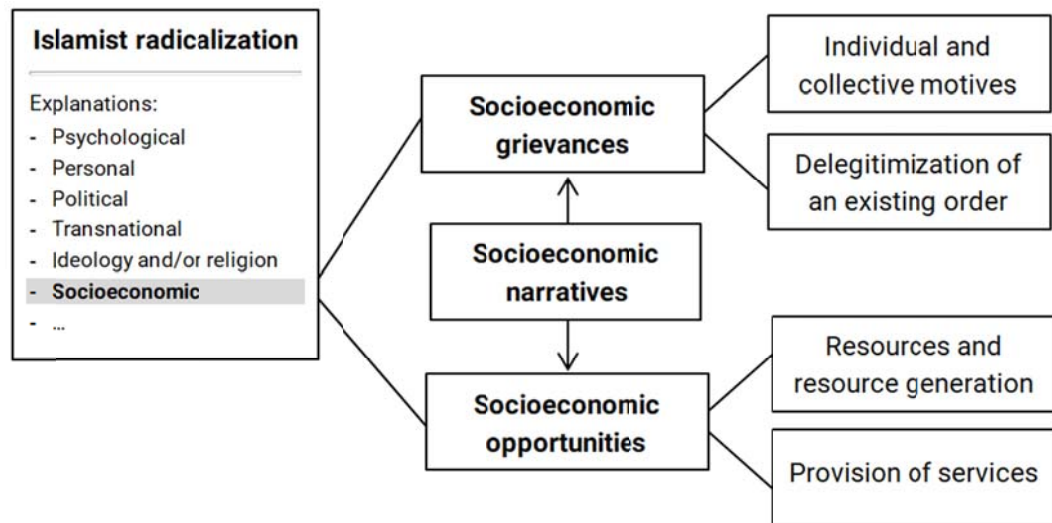 Islamist radicalization
Explanations:
- Psychological
- Personal
- Political
- Transnational
- Ideology and/or religion
- Socioeconomic
- ...
Socioeconomic
grievances
Socioeconomic
narratives
Socioeconomic
opportunities
Individual and
collective motives
Delegitimization of
an existing order
Resources and
resource generation
Provision of services